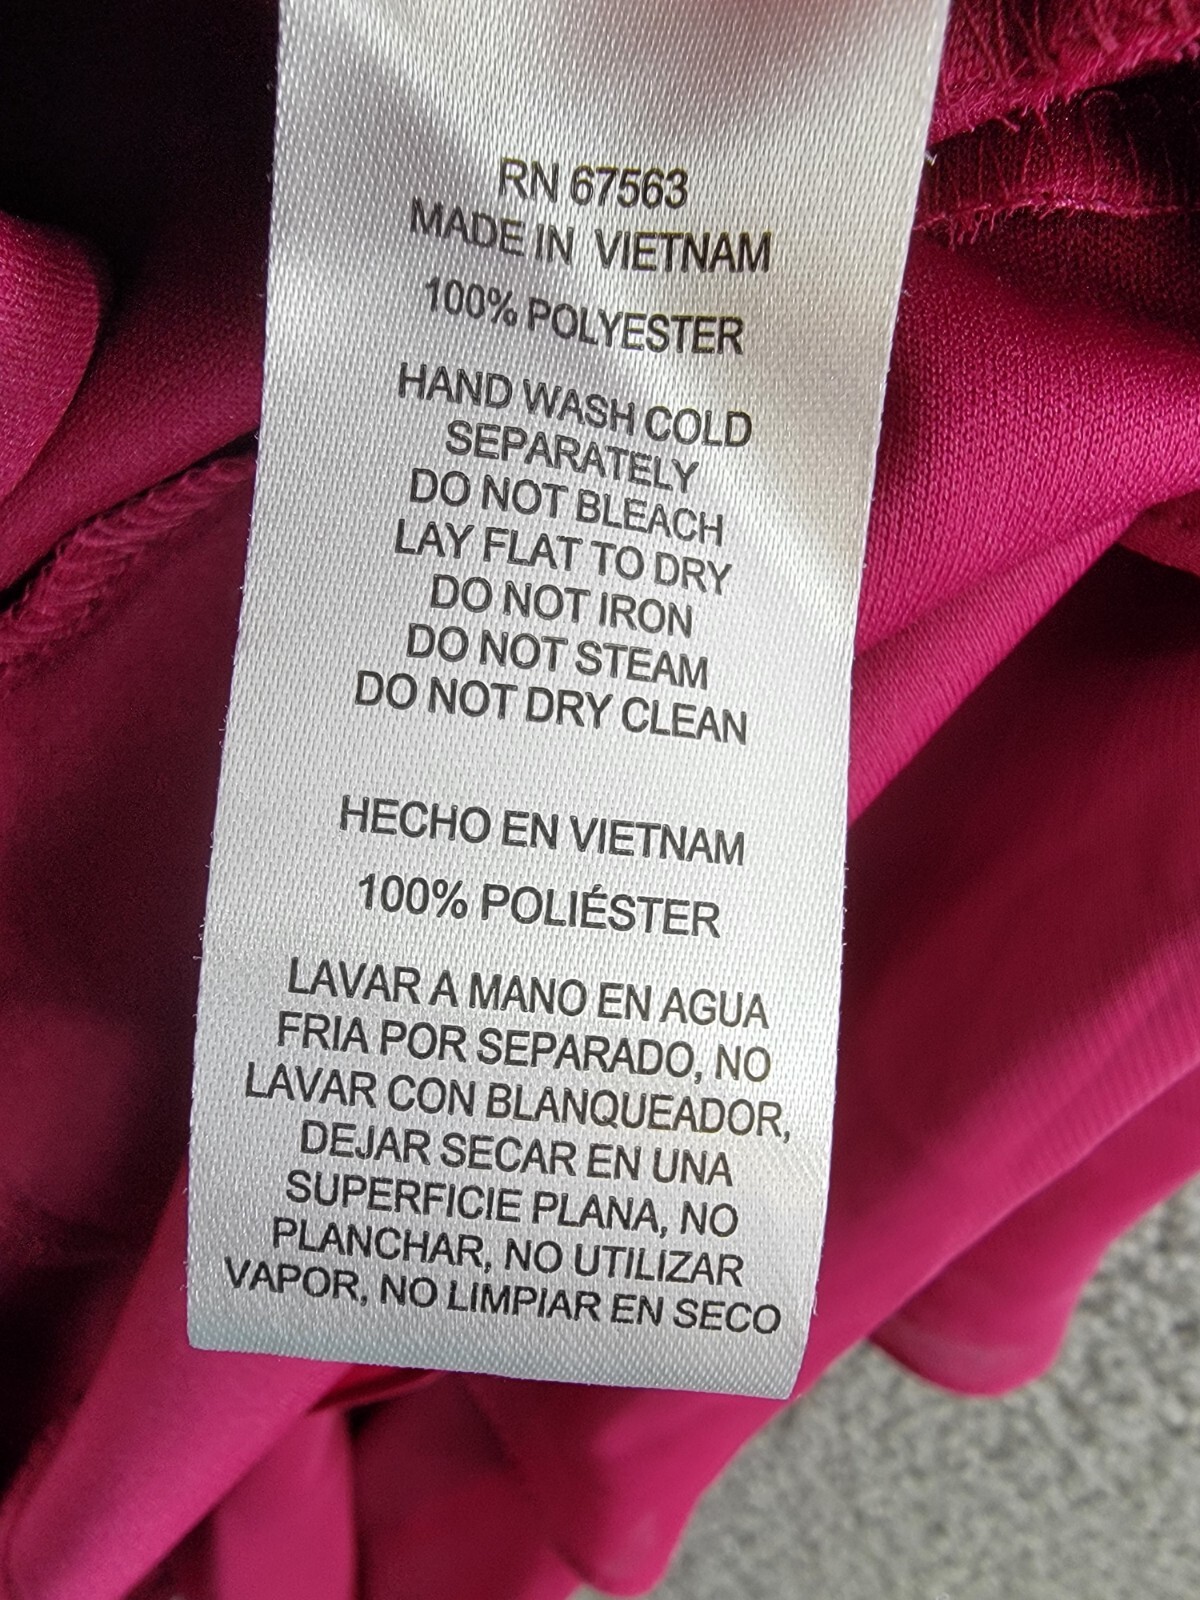 RN 67563
MADE IN VIETNAM
100% POLYESTER
HAND WASH COLD
SEPARATELY
DO NOT BLEACH
LAY FLAT TO DRY
DO NOT IRON
DO NOT STEAM
DO NOT DRY CLEAN
HECHO EN VIETNAM
100% POLIÉSTER
LAVAR A MANO EN AGUA
FRIA POR SEPARADO, NO
LAVAR CON BLANQUEADOR,
DEJAR SECAR EN UNA
SUPERFICIE PLANA, NO
PLANCHAR, NO UTILIZAR
VAPOR, NO LIMPIAR EN SECO